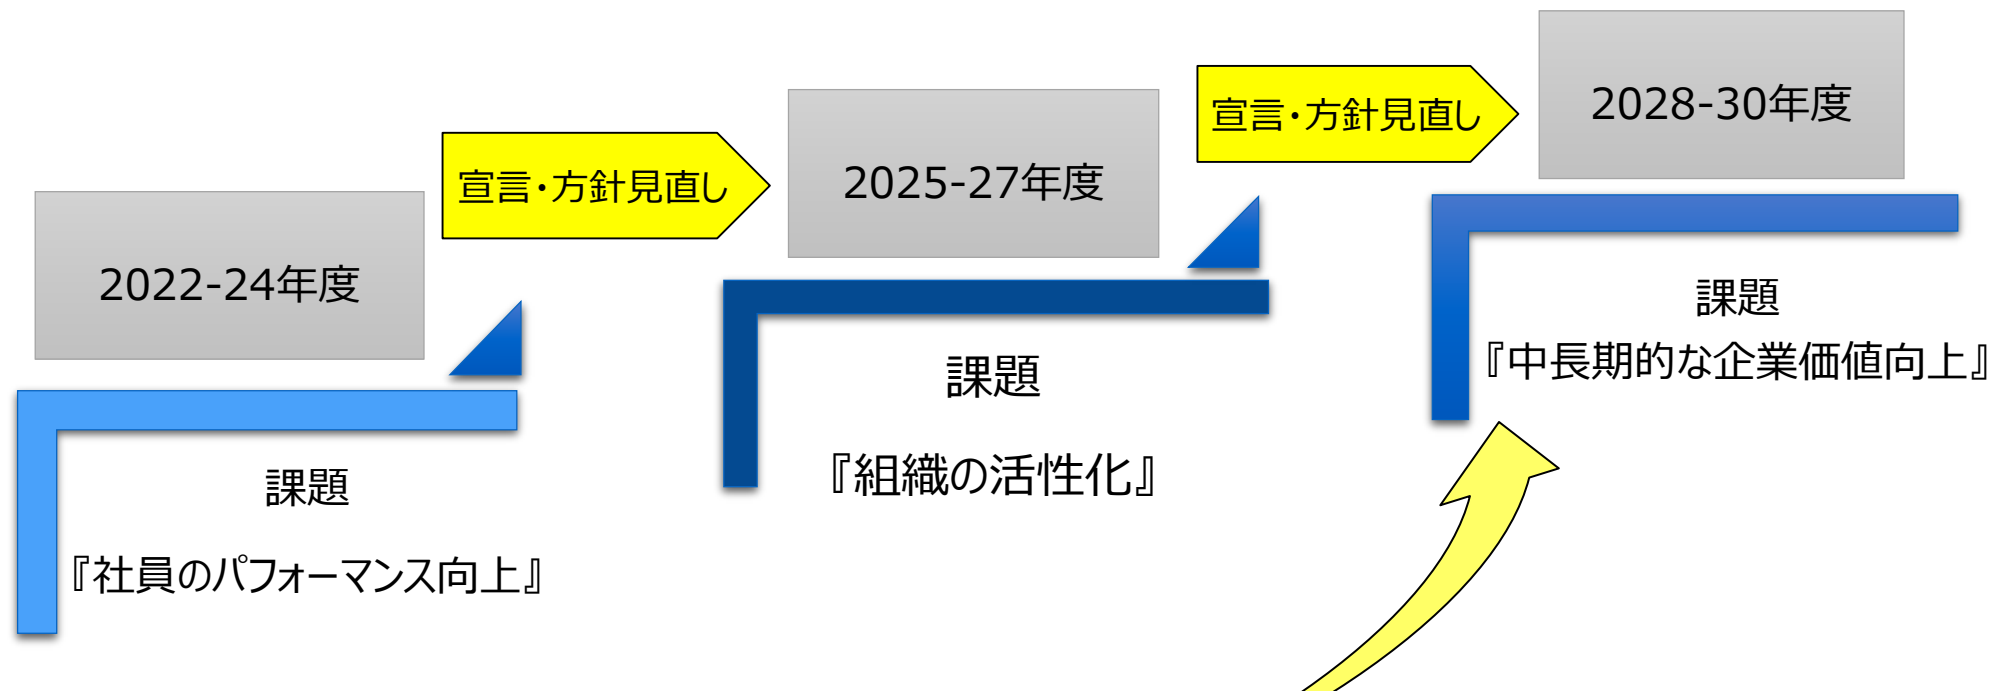 2022-24年度
課題
『社員のパフォーマンス向上』
宣言・方針見直し
2025-27年度
課題
『組織の活性化』
宣言・方針見直し
2028-30年度
課題
『中長期的な企業価値向上』